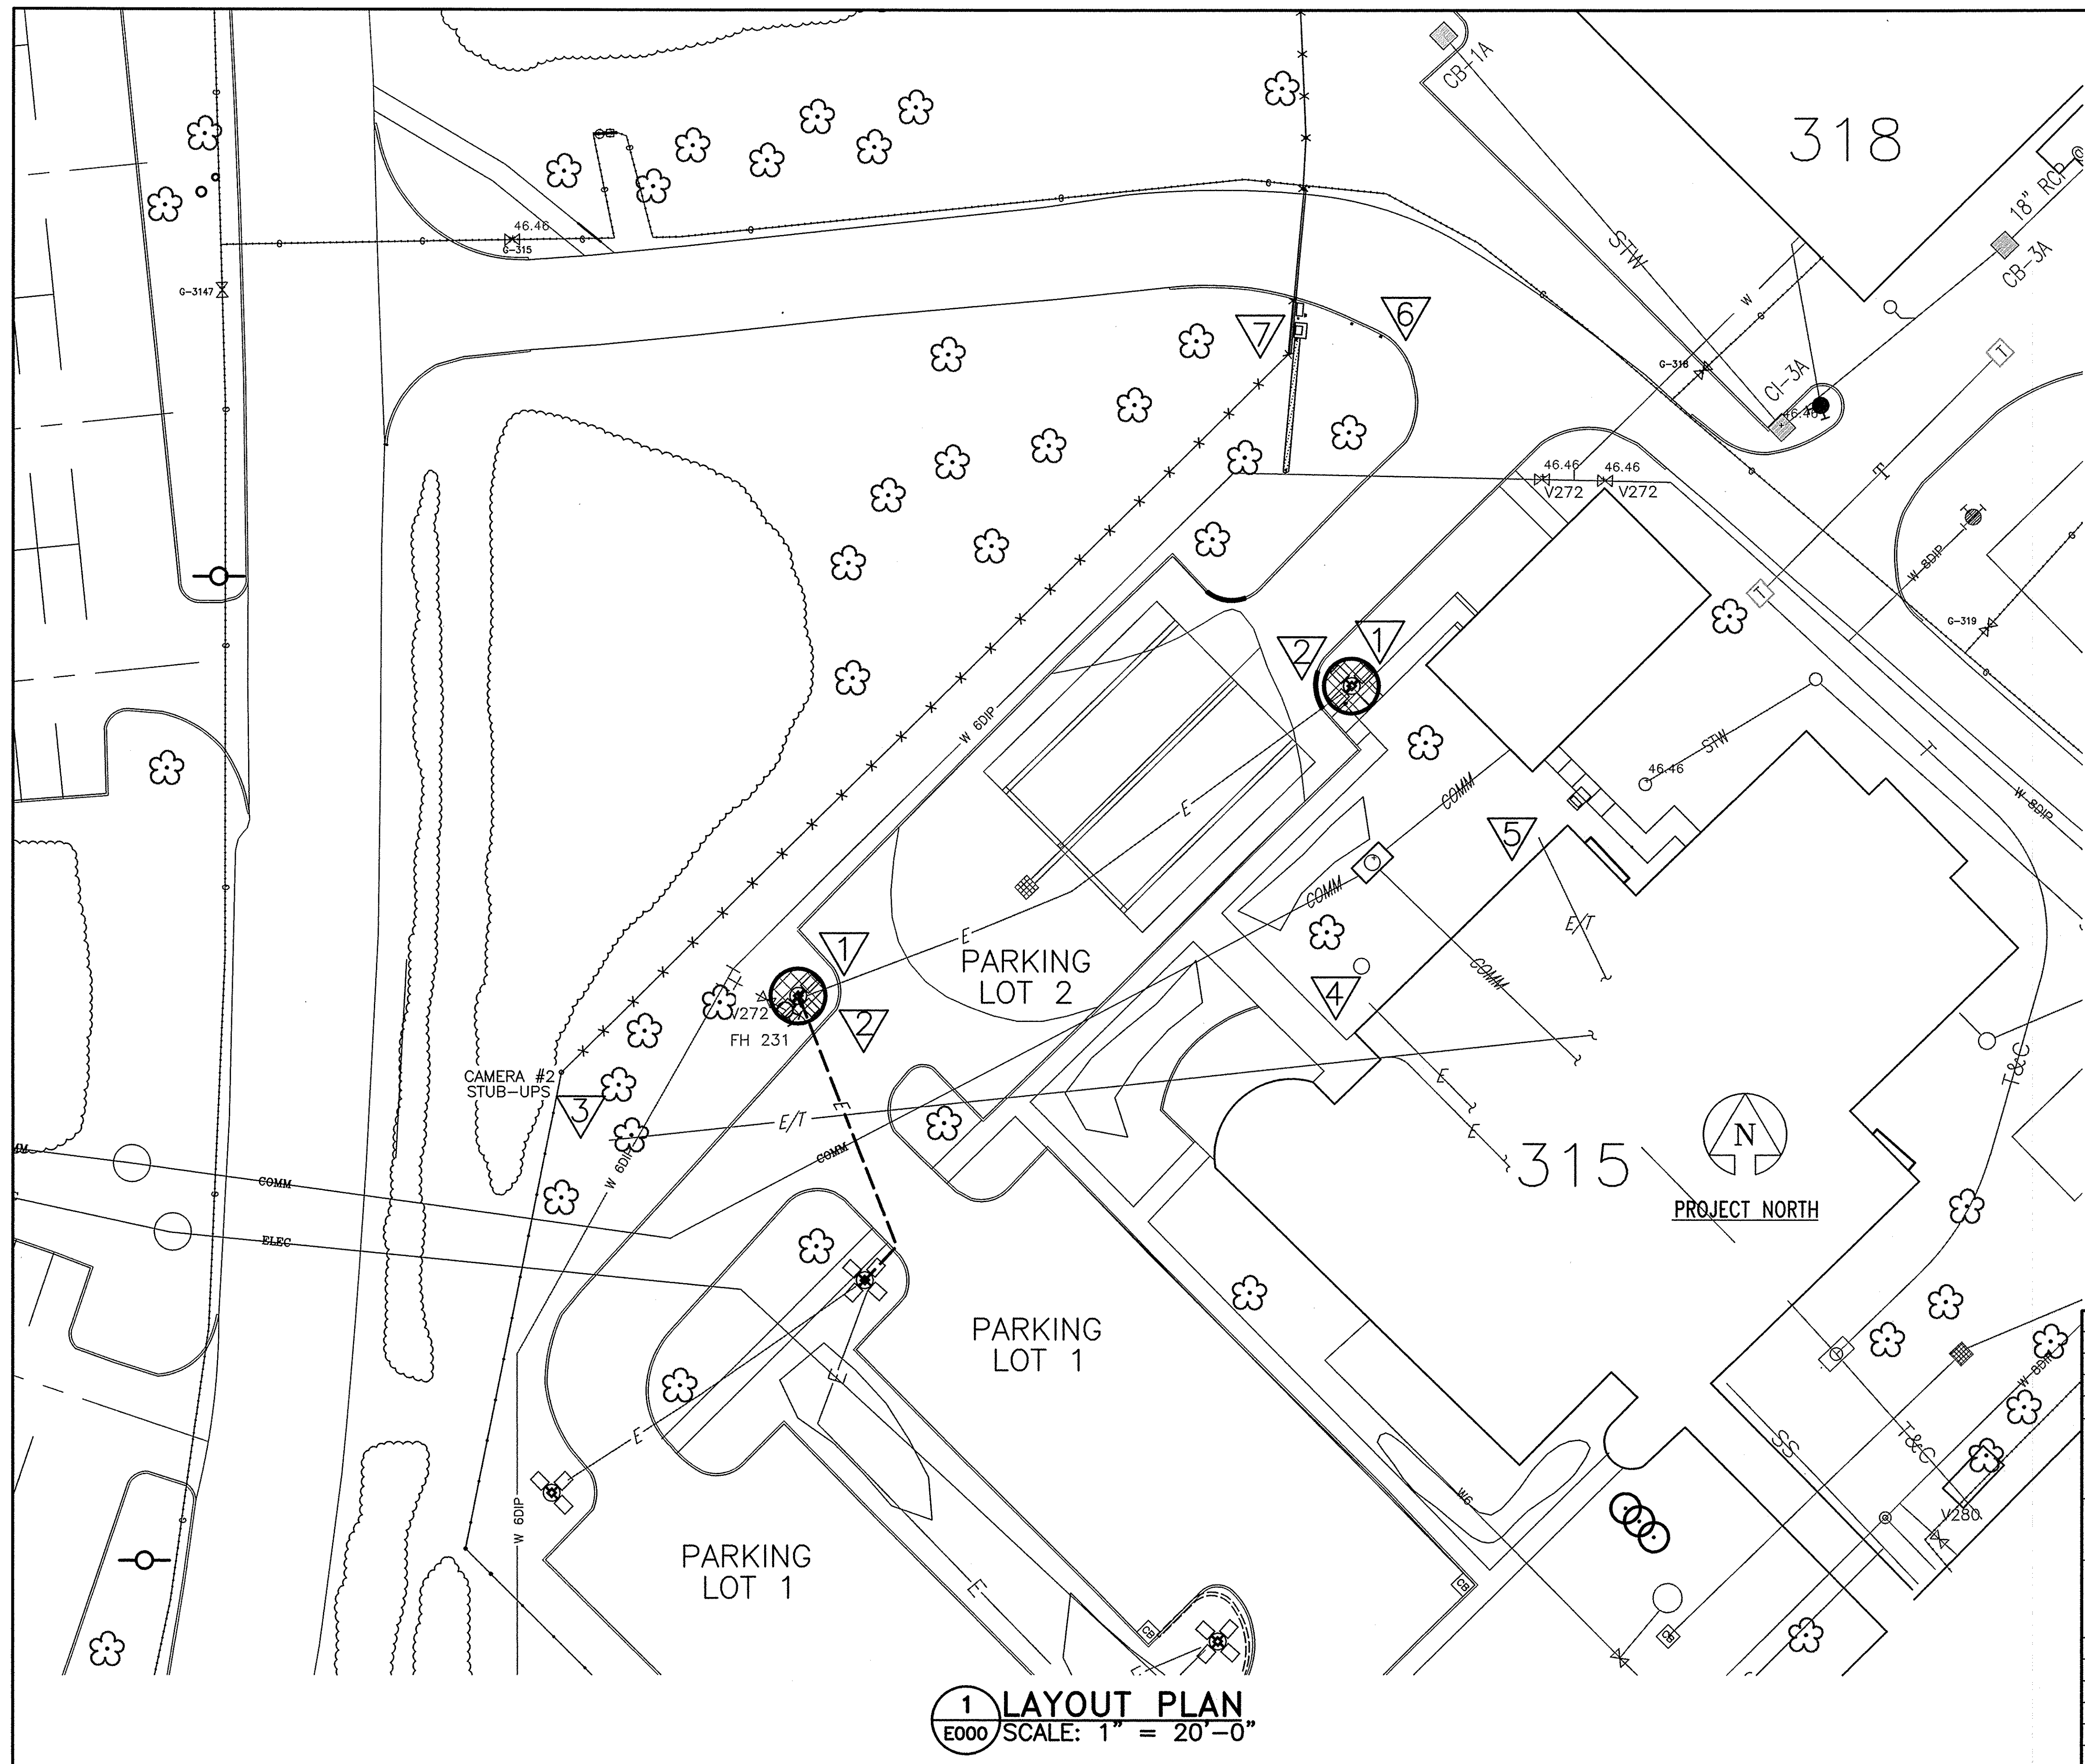 CB-1A
318
18" RCP
CB-3A
STW
46.46
G-315
G-3147
W
G
G-318
CI-3A
46.46
T
T
7
6
46.46
46.46
V272
V272
W 8DIP
G-319
T
W 6DIP
2
1
STW
46.46
T
W 8DIP
E
COMM
5
COMM
E/T
E
PARKING
LOT 2
COMM
4
1
V272
2
FH 231
CAMERA #2
STUB-UPS
3
E
E/T
COMM
E
E
T&C
N
315
PROJECT NORTH
W 6DIP
COMM
ELEC
PARKING
LOT 1
E
E
W 8DIP
SS
T&C
W6
V280
W 6DIP
PARKING
LOT 1
E
CB
CB
CB
E
1
E000
LAYOUT PLAN
SCALE: 1" = 20'-0"